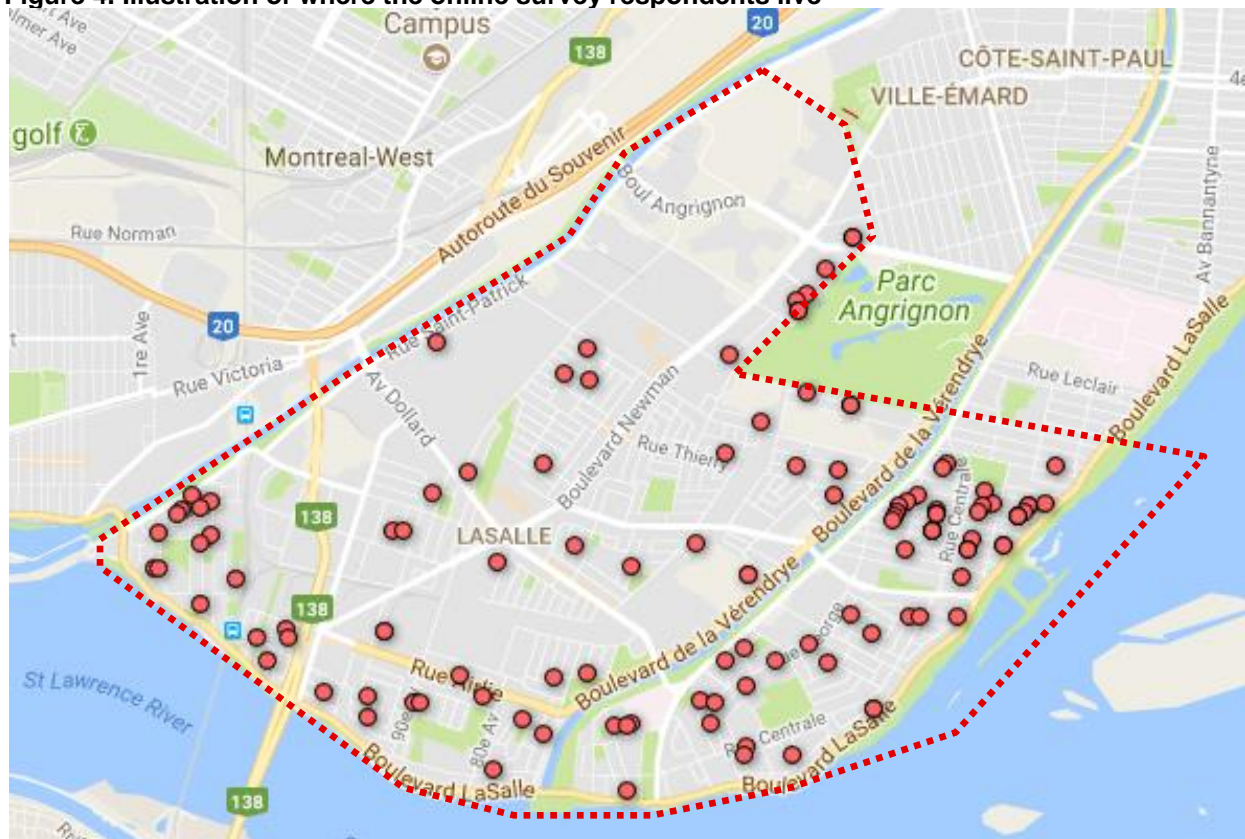 Figure 4. Illustration of where the online survey respondents live
Campus
20
138
CÔTE-SAINT-PAUL
VILLE-ÉMARD
golf
Montreal-West
Autoroute du Souvenir
Boul Angrignon
Av Bannantyne
Rue Norman
Parc
Angrignon
20
1re Ave
Rue Saint-Patrick
Rue Victoria
Av Dollard
Boulevard Newman
Rue Leclair
Boulevard LaSalle
Rue Thierry
Boulevard de la Vérendrye
Rue Centrale
138
LASALLE
138
Rue Airlie
Boulevard de la Vérendrye
Rue George
St Lawrence River
90e
80e Av
Rue Centrale
Boulevard LaSalle
Boulevard LaSalle
138